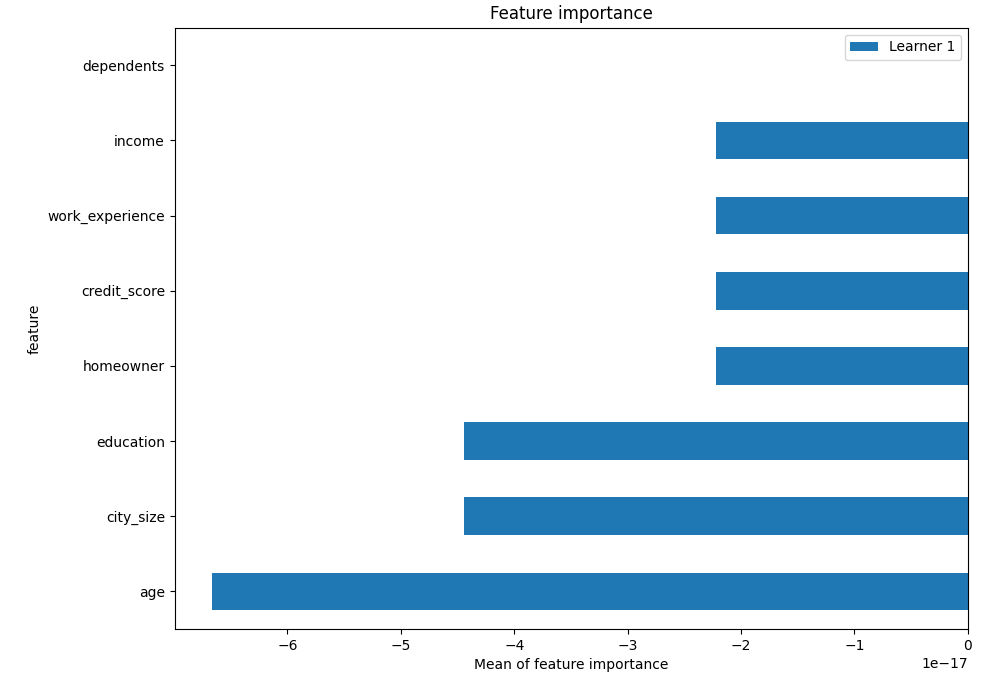 Feature importance
Learner 1
dependents
income
work_experience
credit_score
homeowner
education
city_size
age
feature
−6 −5 −4 −3 −2 −1 0
1e−17
Mean of feature importance